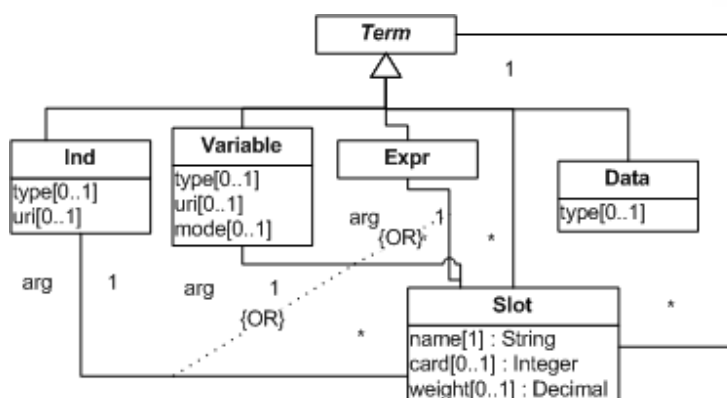 Term
1
Ind
type[0..1]
uri[0..1]
Variable
type[0..1]
uri[0..1]
mode[0..1]
Expr
Data
type[0..1]
arg
1
{OR}*
*
arg
1
arg
1
{OR}
*
*
Slot
name[1] : String
card[0..1] : Integer
weight[0..1] : Decimal